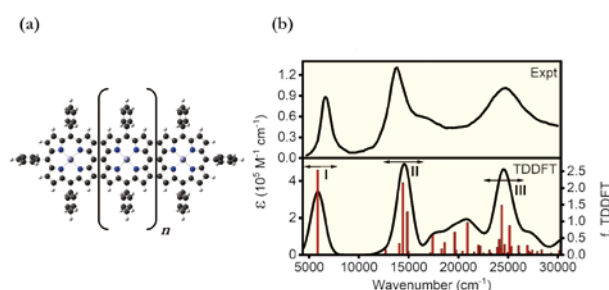 (a)
(b)
n
Expt
TDDFT
I
II
III
1.2
0.9
0.6
0.3
0.0
4
2
0
2.5
2.0
1.5
1.0
0.5
0.0
ε (10⁵ M⁻¹ cm⁻¹)
f, TDDFT
5000 10000 15000 20000 25000 30000
Wavenumber (cm⁻¹)